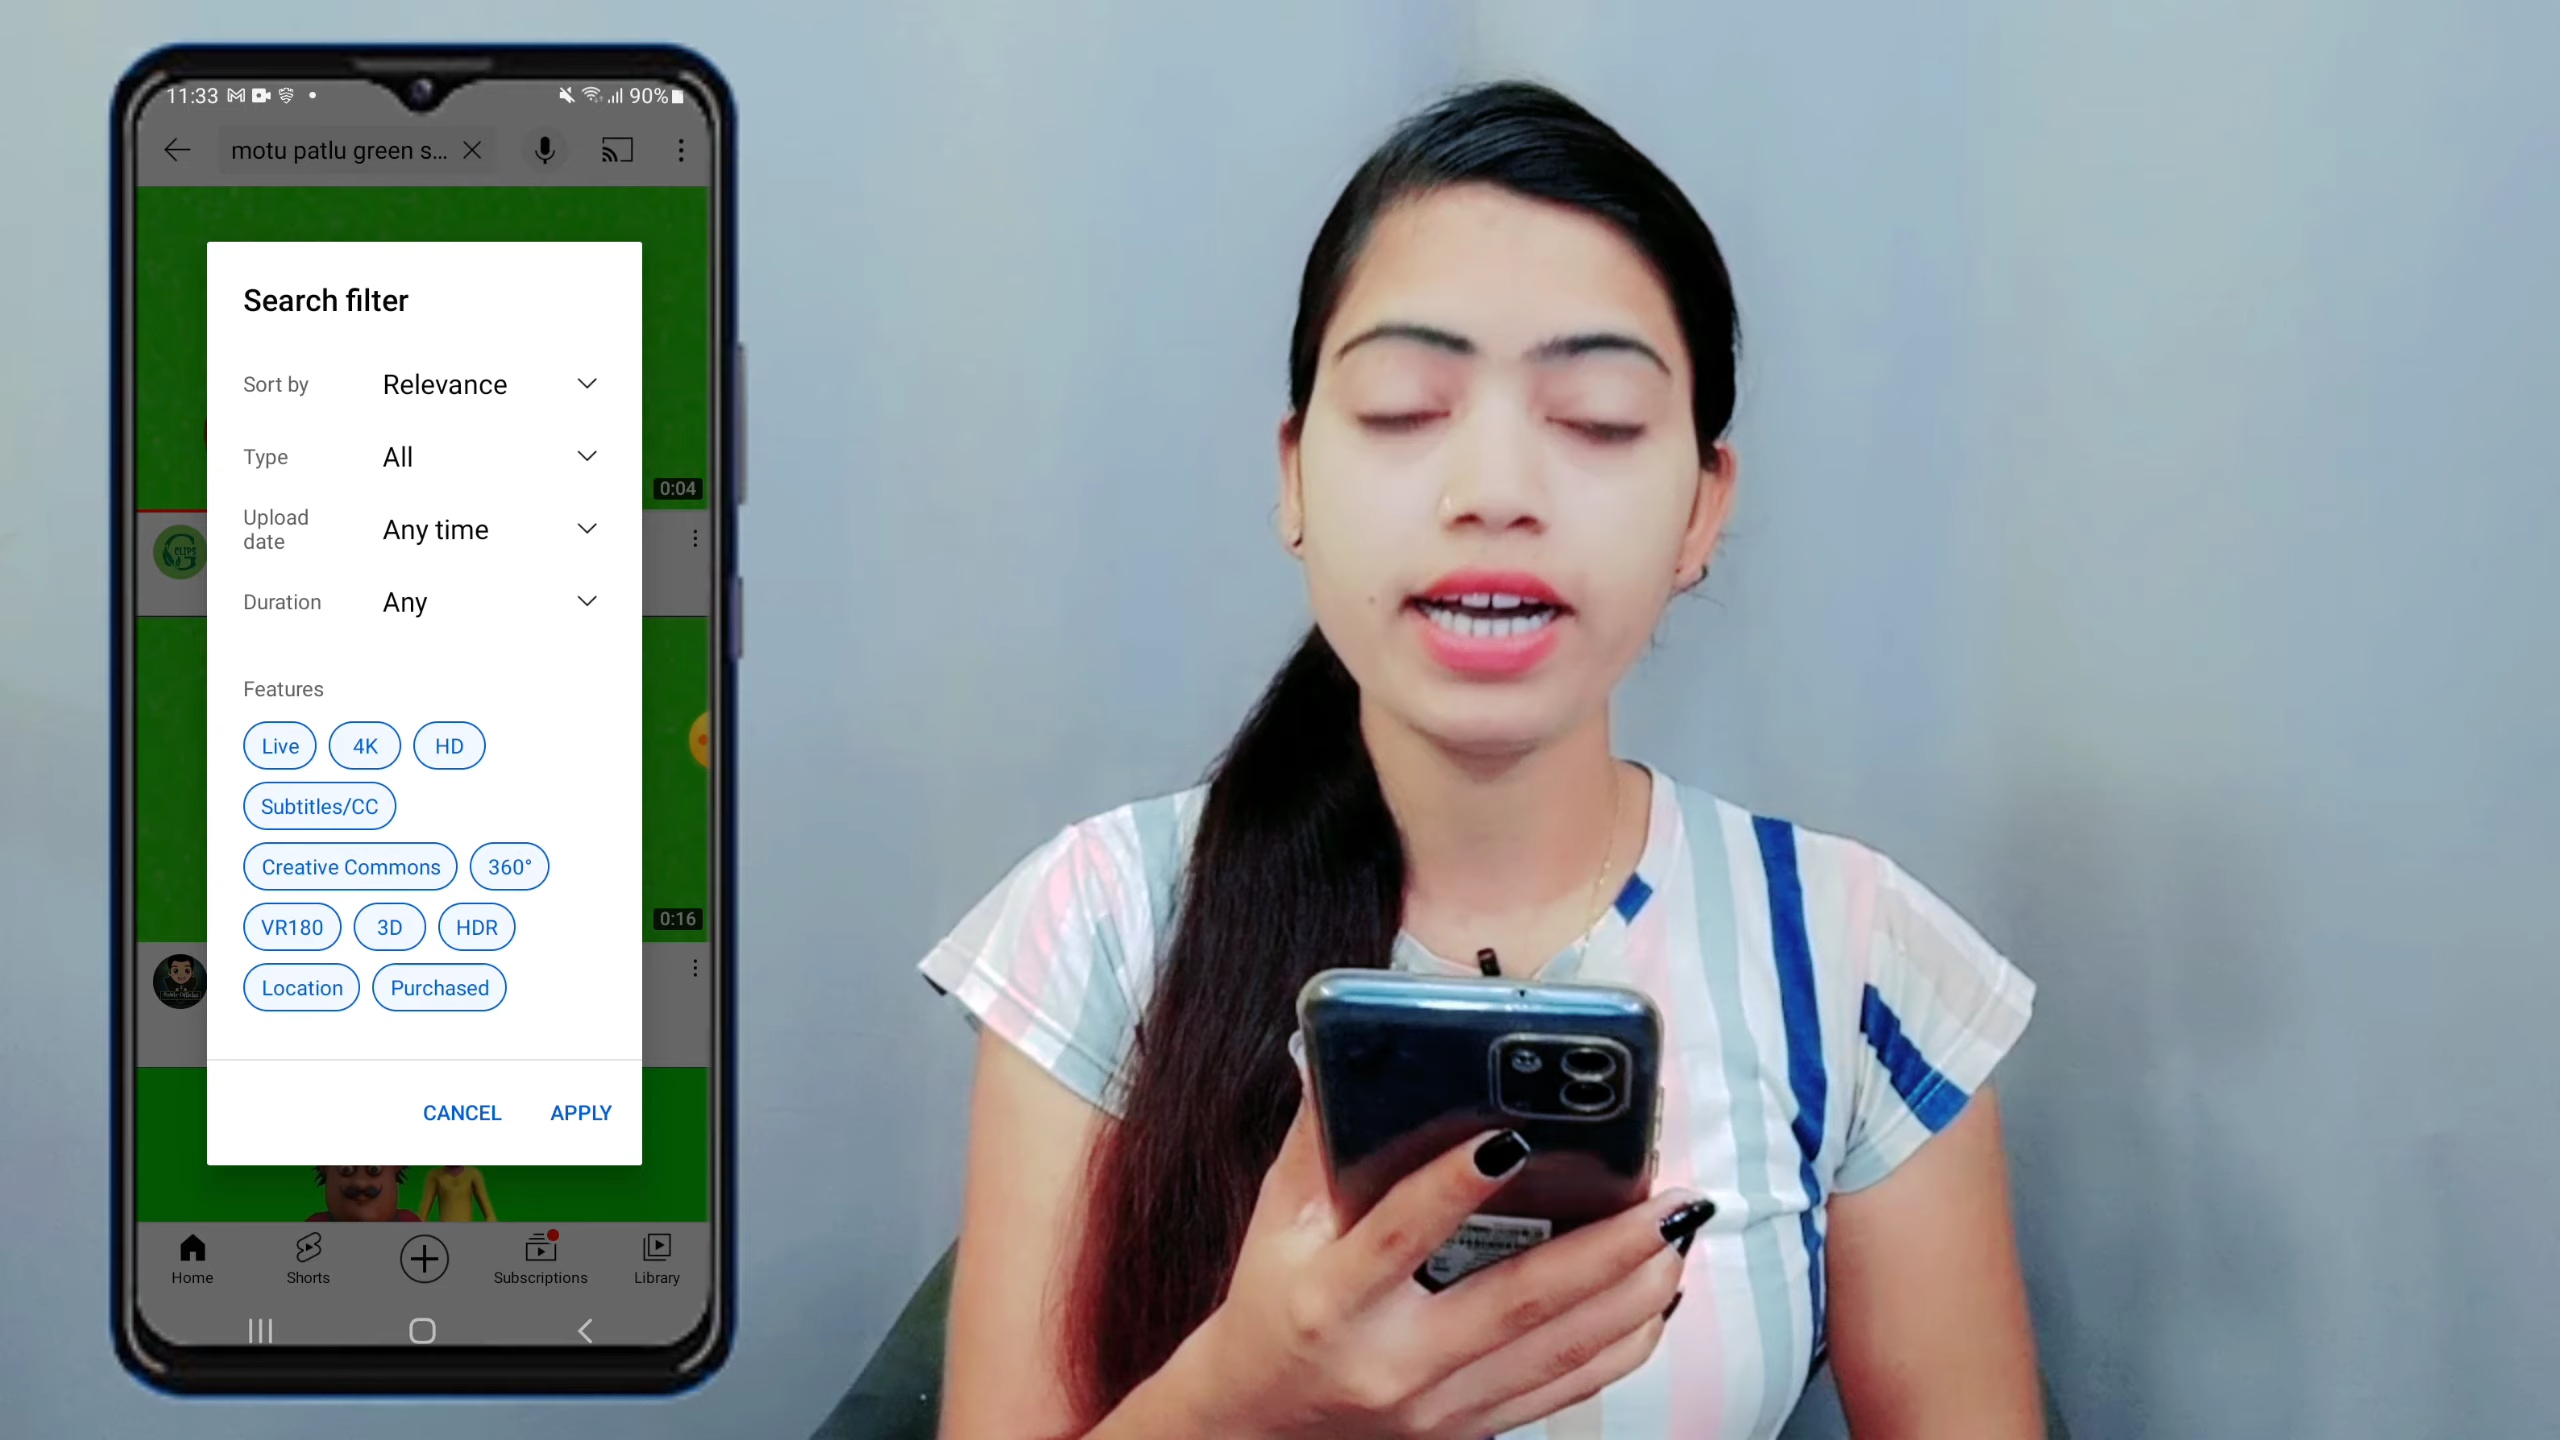 11:33
90%
motu patlu green s...
Search filter
Sort by Relevance
Type All
0:04
Upload date Any time
CLIPS
G
Duration Any
Features
Live 4K HD
Subtitles/CC
Creative Commons 360°
VR180 3D HDR
0:16
Location Purchased
CANCEL APPLY
Home Shorts Subscriptions Library